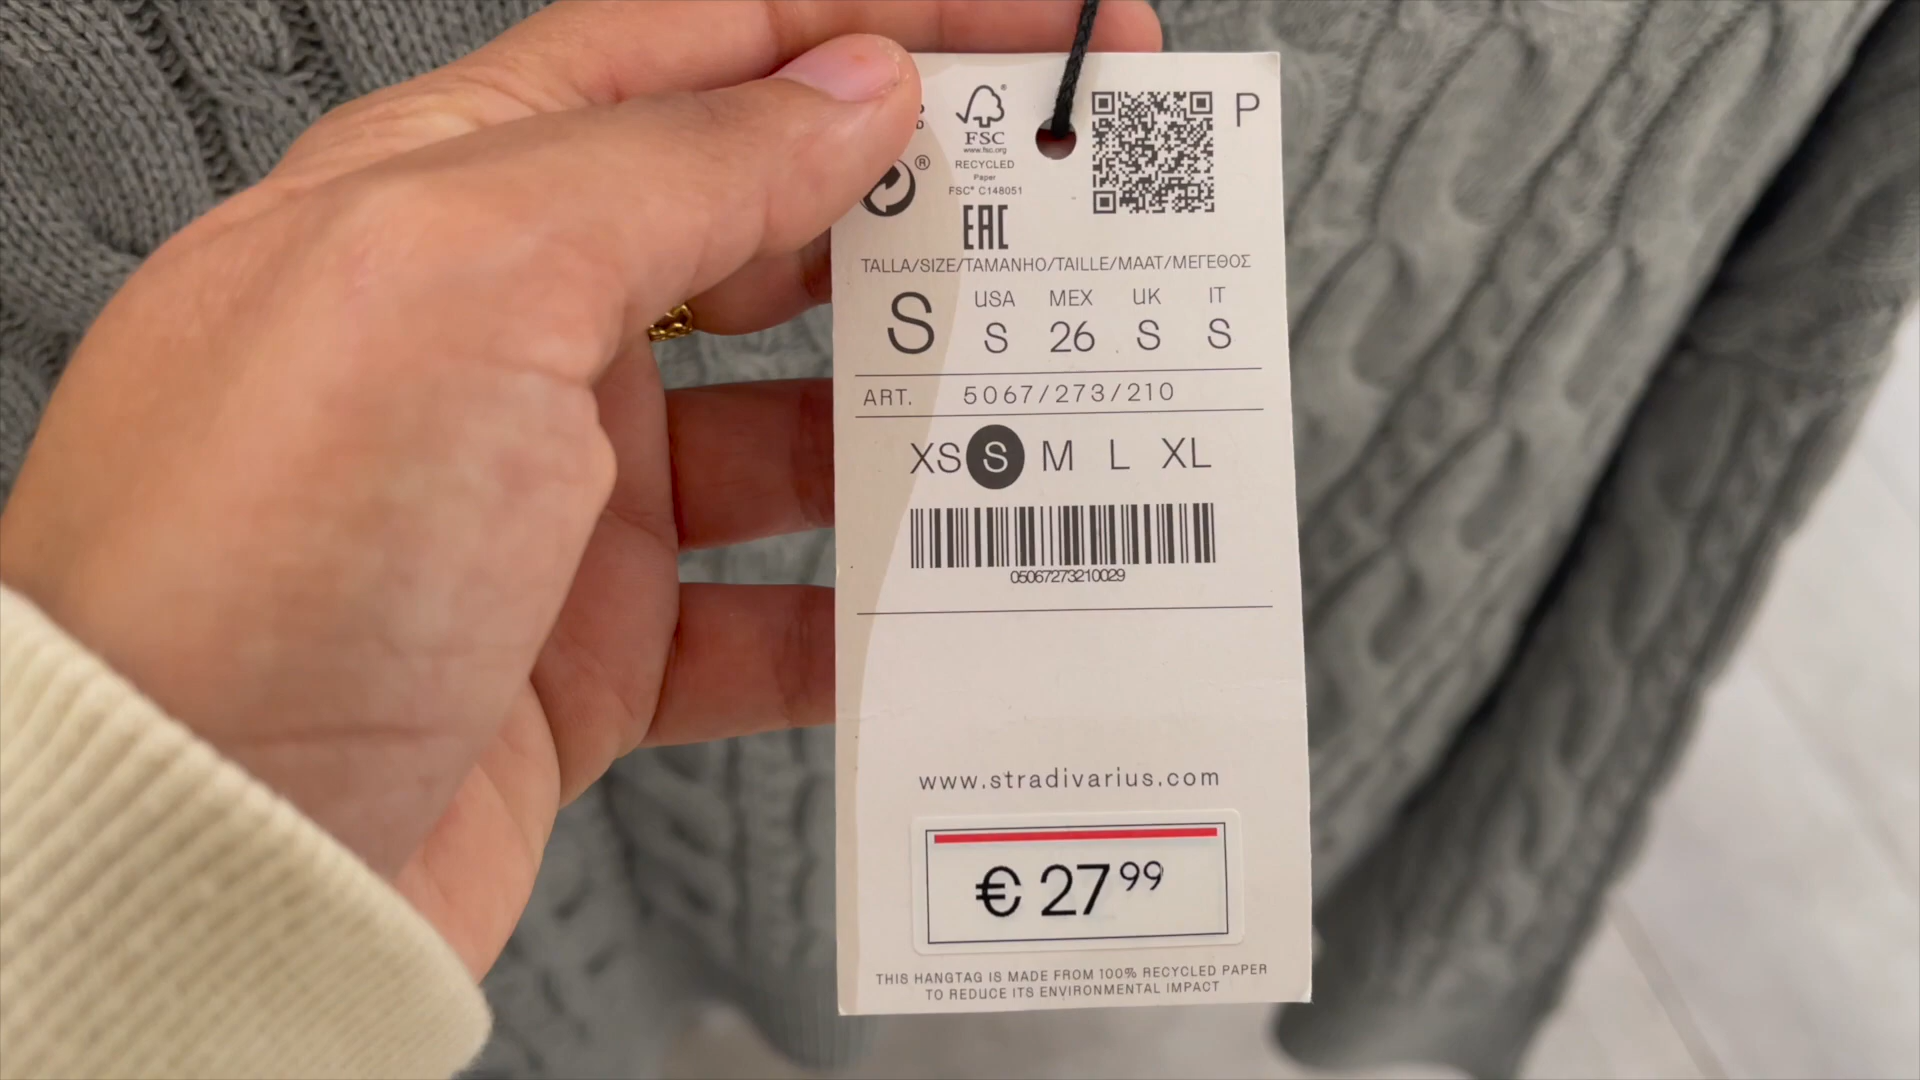 P
FSC
www.fsc.org
RECYCLED
Paper
FSC® C148051
EAC
TALLA/SIZE/TAMANHO/TAILLE/MAAT/ΜΕΓΕΘΟΣ
S
USA MEX UK IT
S 26 S S
ART. 5067/273/210
XS S M L XL
05067273210029
www.stradivarius.com
€ 27 99
THIS HANGTAG IS MADE FROM 100% RECYCLED PAPER
TO REDUCE ITS ENVIRONMENTAL IMPACT